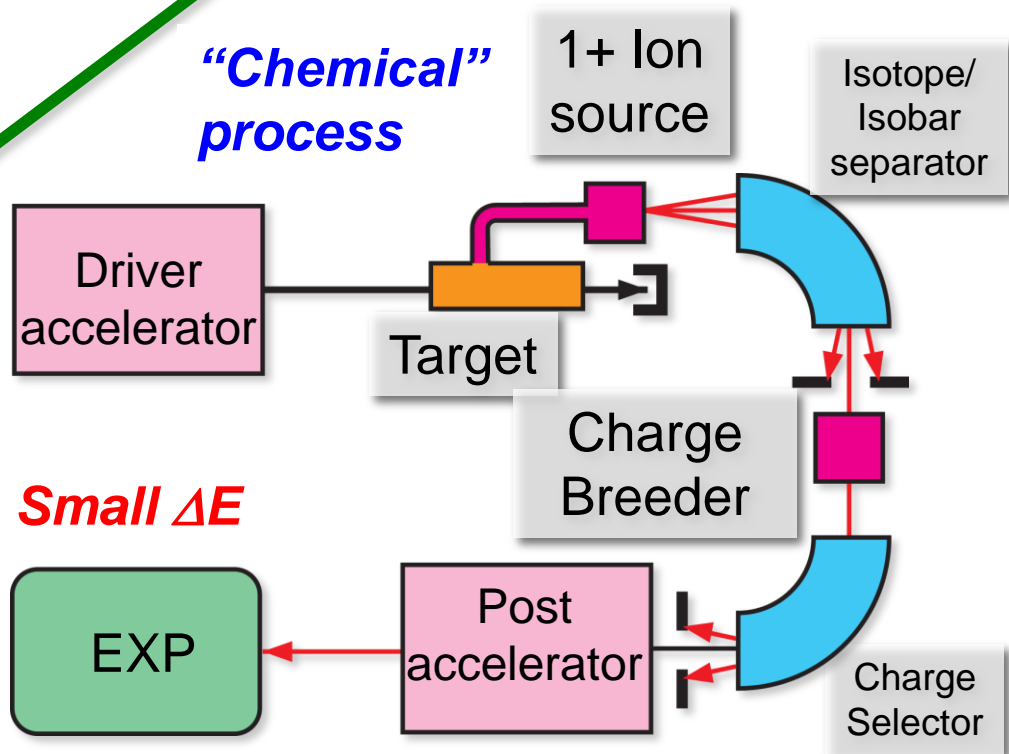 “Chemical”
process
1+ Ion
source
Isotope/
Isobar
separator
Driver
accelerator
Target
Charge
Breeder
Small ΔE
EXP
Post
accelerator
Charge
Selector